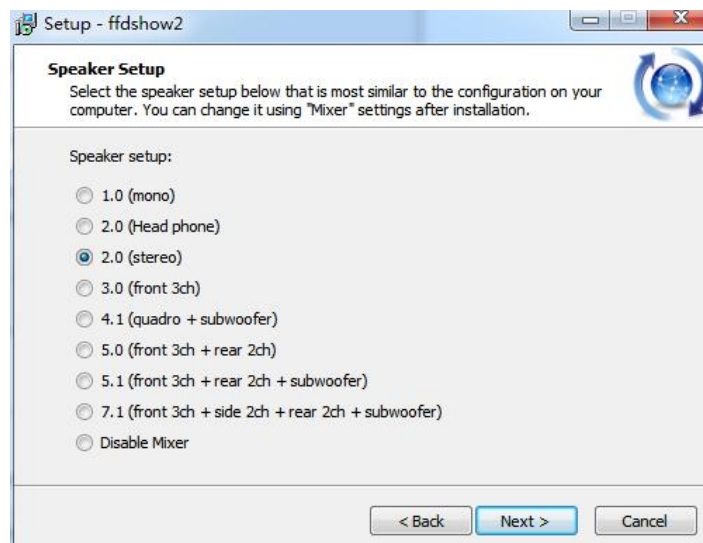 Setup - ffdshow2
Speaker Setup
Select the speaker setup below that is most similar to the configuration on your
computer. You can change it using "Mixer" settings after installation.
Speaker setup:
1.0 (mono)
2.0 (Head phone)
2.0 (stereo)
3.0 (front 3ch)
4.1 (quadro + subwoofer)
5.0 (front 3ch + rear 2ch)
5.1 (front 3ch + rear 2ch + subwoofer)
7.1 (front 3ch + side 2ch + rear 2ch + subwoofer)
Disable Mixer
< Back Next > Cancel